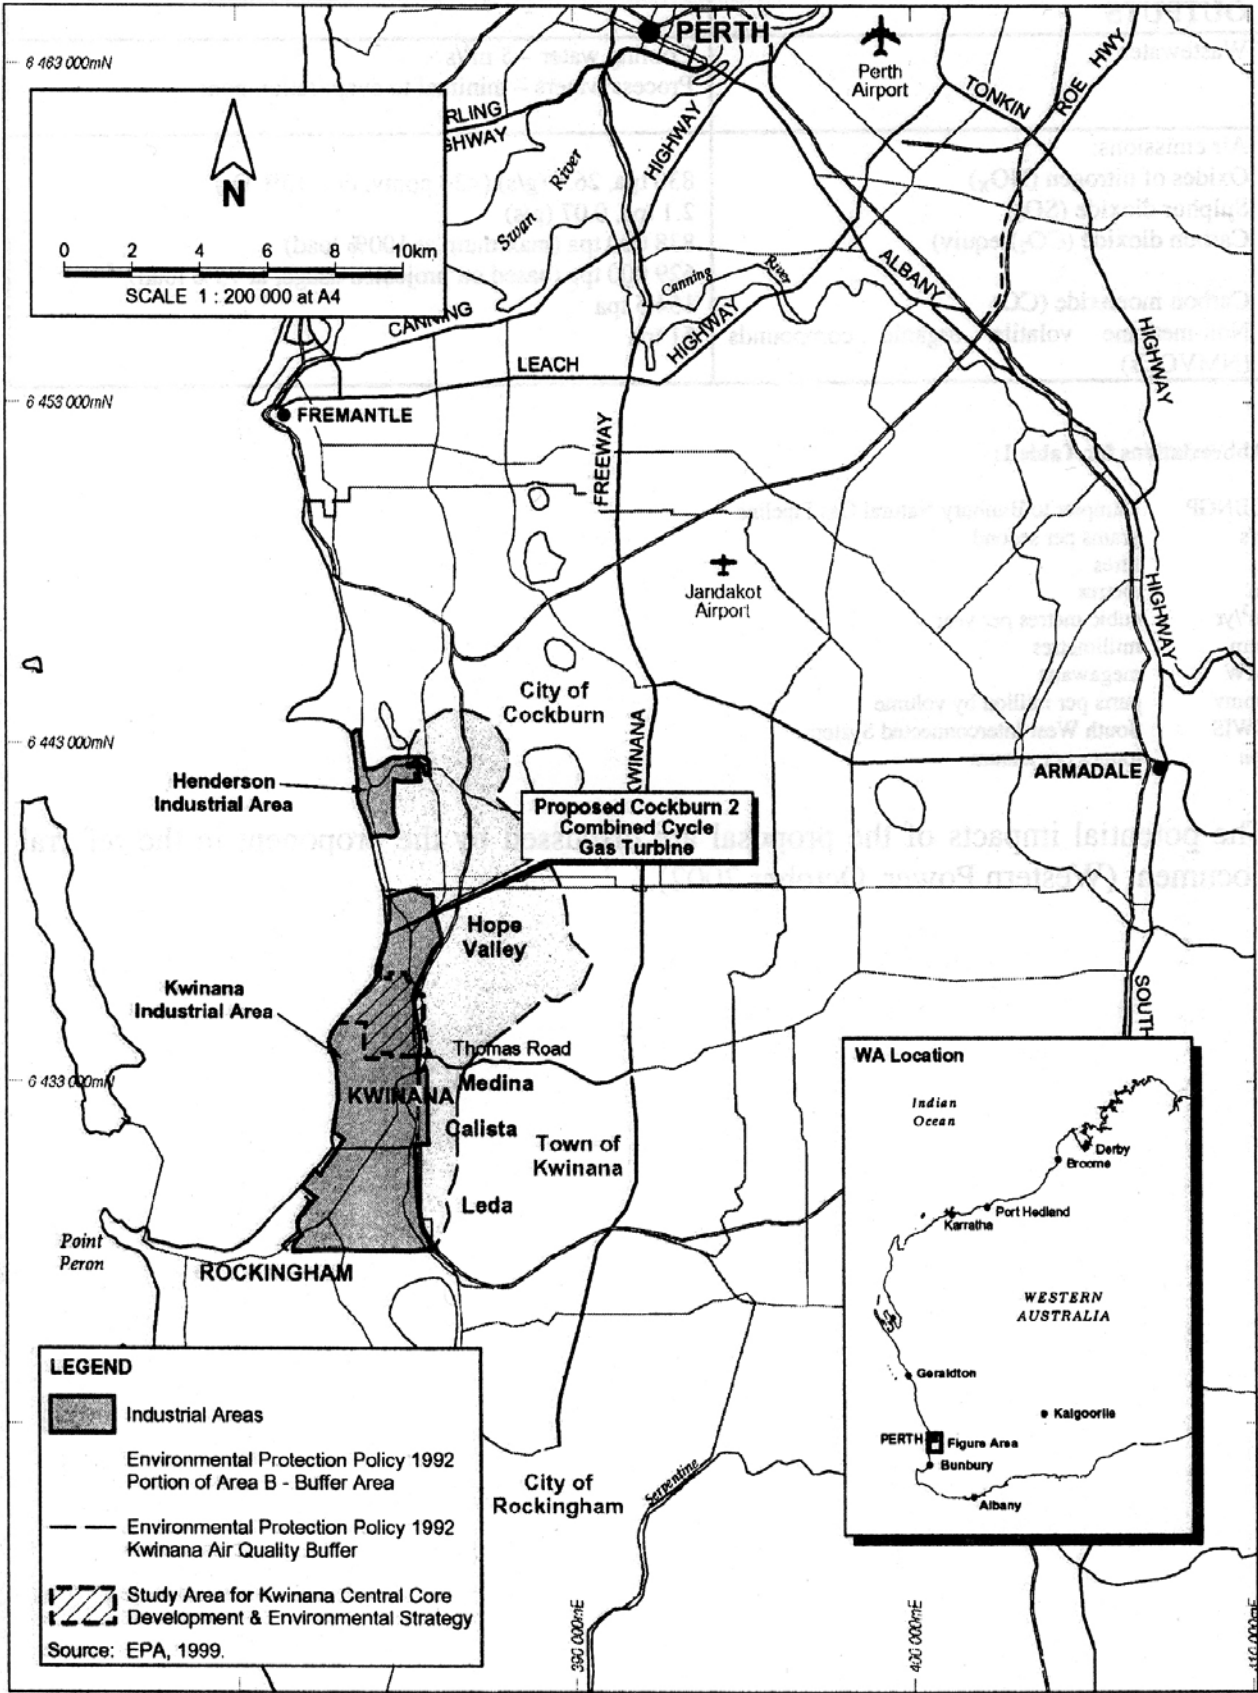 PERTH
6 463 000mN
Perth
Airport
TONKIN
ROE HWY
HIGHWAY
N
0 2 4 6 8 10km
SCALE 1 : 200 000 at A4
RLING
GHWAY
Swan River
HIGHWAY
Canning River
ALBANY
HIGHWAY
CANNING
LEACH
HIGHWAY
6 453 000mN
FREMANTLE
FREEWAY
Jandakot
Airport
HIGHWAY
City of
Cockburn
KWINANA
6 443 000mN
Henderson
Industrial Area
ARMADALE
Proposed Cockburn 2
Combined Cycle
Gas Turbine
Hope
Valley
Kwinana
Industrial Area
SOUTH
Thomas Road
6 433 000mN
KWINANA
Medina
Calista
Town of
Kwinana
Leda
Point
Peron
ROCKINGHAM
WA Location
Indian
Ocean
Derby
Broome
Port Hedland
Karratha
WESTERN
AUSTRALIA
Geraldton
Kalgoorlie
PERTH
Figure Area
Bunbury
Albany
LEGEND
Industrial Areas
Environmental Protection Policy 1992
Portion of Area B - Buffer Area
Environmental Protection Policy 1992
Kwinana Air Quality Buffer
Study Area for Kwinana Central Core
Development & Environmental Strategy
Source: EPA, 1999.
City of
Rockingham
Serpentine
390 000mE
400 000mE